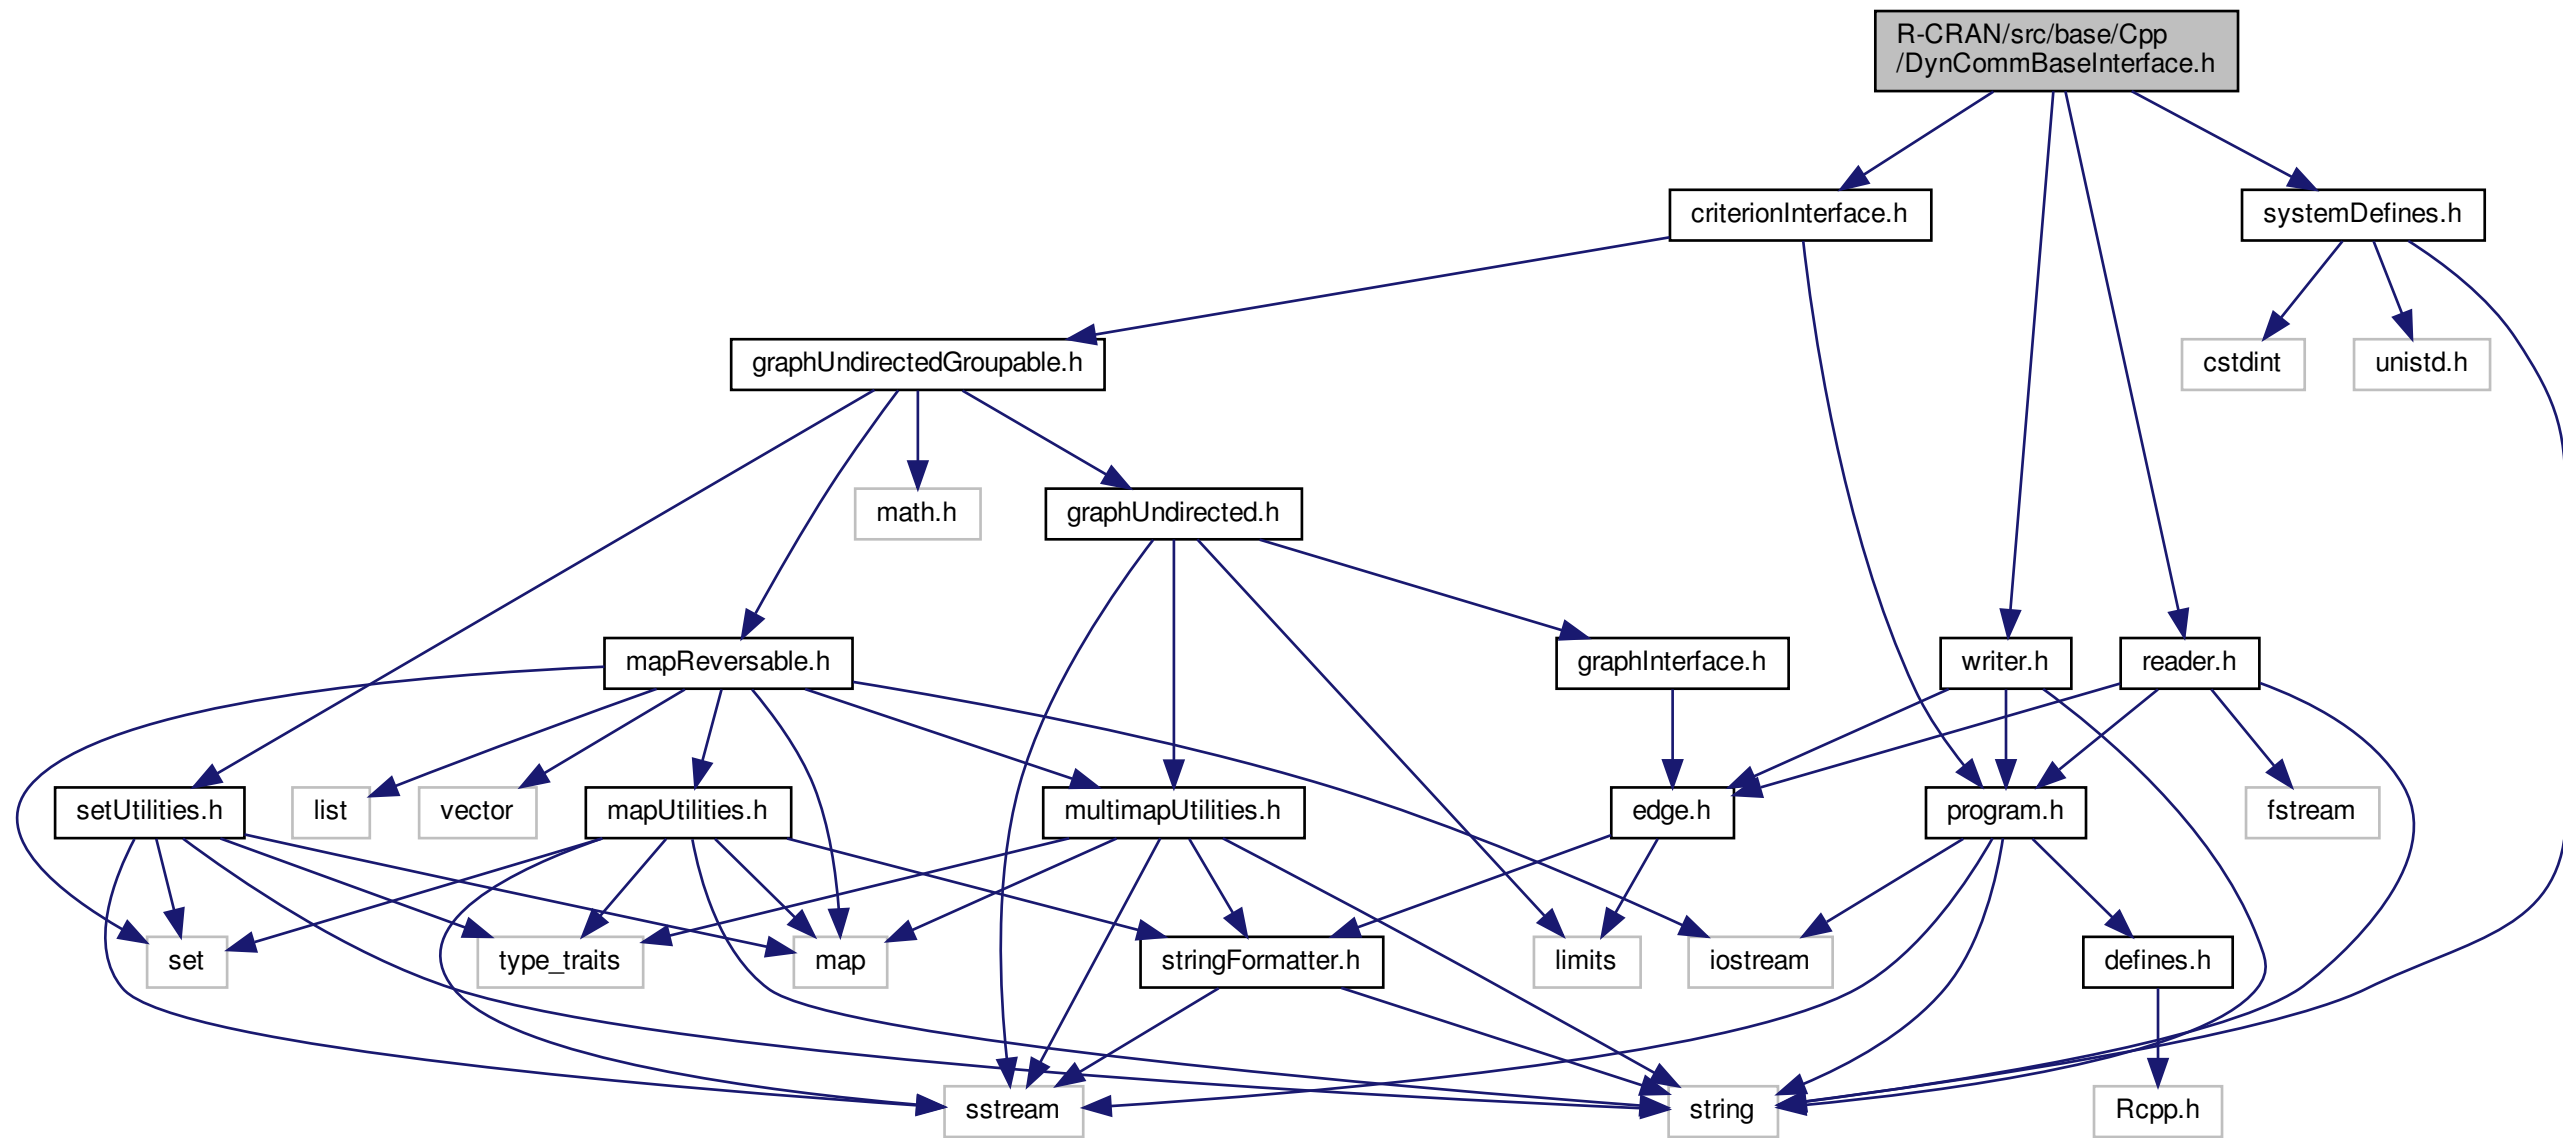 R-CRAN/src/base/Cpp
/DynCommBaseInterface.h
criterionInterface.h
systemDefines.h
graphUndirectedGroupable.h
cstdint
unistd.h
math.h
graphUndirected.h
mapReversable.h
graphInterface.h
writer.h
reader.h
setUtilities.h
list
vector
mapUtilities.h
multimapUtilities.h
edge.h
program.h
fstream
set
type_traits
map
stringFormatter.h
limits
iostream
defines.h
sstream
string
Rcpp.h